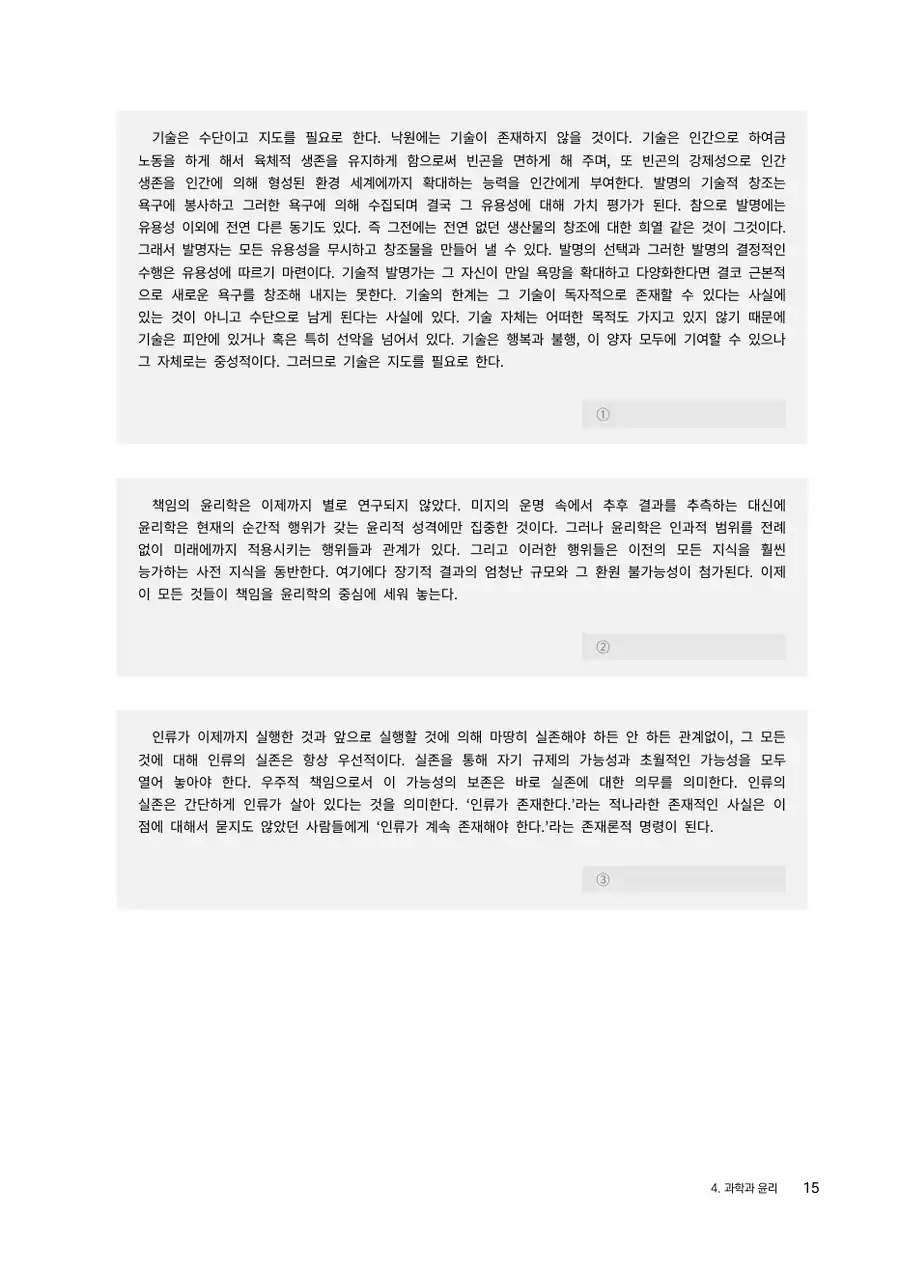 기술은 수단이고 지도를 필요로 한다. 낙원에는 기술이 존재하지 않을 것이다. 기술은 인간으로 하여금
노동을 하게 해서 육체적 생존을 유지하게 함으로써 빈곤을 면하게 해 주며, 또 빈곤의 강제성으로 인간
생존을 인간에 의해 형성된 환경 세계에까지 확대하는 능력을 인간에게 부여한다. 발명의 기술적 창조는
욕구에 봉사하고 그러한 욕구에 의해 수집되며 결국 그 유용성에 대해 가치 평가가 된다. 참으로 발명에는
유용성 이외에 전연 다른 동기도 있다. 즉 그전에는 전연 없던 생산물의 창조에 대한 희열 같은 것이 그것이다.
그래서 발명자는 모든 유용성을 무시하고 창조물을 만들어 낼 수 있다. 발명의 선택과 그러한 발명의 결정적인
수행은 유용성에 따르기 마련이다. 기술적 발명가는 그 자신이 만일 욕망을 확대하고 다양화한다면 결코 근본적
으로 새로운 욕구를 창조해 내지는 못한다. 기술의 한계는 그 기술이 독자적으로 존재할 수 있다는 사실에
있는 것이 아니고 수단으로 남게 된다는 사실에 있다. 기술 자체는 어떠한 목적도 가지고 있지 않기 때문에
기술은 피안에 있거나 혹은 특히 선악을 넘어서 있다. 기술은 행복과 불행, 이 양자 모두에 기여할 수 있으나
그 자체로는 중성적이다. 그러므로 기술은 지도를 필요로 한다.
①
책임의 윤리학은 이제까지 별로 연구되지 않았다. 미지의 운명 속에서 추후 결과를 추측하는 대신에
윤리학은 현재의 순간적 행위가 갖는 윤리적 성격에만 집중한 것이다. 그러나 윤리학은 인과적 범위를 전례
없이 미래에까지 적용시키는 행위들과 관계가 있다. 그리고 이러한 행위들은 이전의 모든 지식을 훨씬
능가하는 사전 지식을 동반한다. 여기에다 장기적 결과의 엄청난 규모와 그 환원 불가능성이 첨가된다. 이제
이 모든 것들이 책임을 윤리학의 중심에 세워 놓는다.
②
인류가 이제까지 실행한 것과 앞으로 실행할 것에 의해 마땅히 실존해야 하든 안 하든 관계없이, 그 모든
것에 대해 인류의 실존은 항상 우선적이다. 실존을 통해 자기 규제의 가능성과 초월적인 가능성을 모두
열어 놓아야 한다. 우주적 책임으로서 이 가능성의 보존은 바로 실존에 대한 의무를 의미한다. 인류의
실존은 간단하게 인류가 살아 있다는 것을 의미한다. ‘인류가 존재한다.’라는 적나라한 존재적인 사실은 이
점에 대해서 묻지도 않았던 사람들에게 ‘인류가 계속 존재해야 한다.’라는 존재론적 명령이 된다.
③
4. 과학과 윤리 15